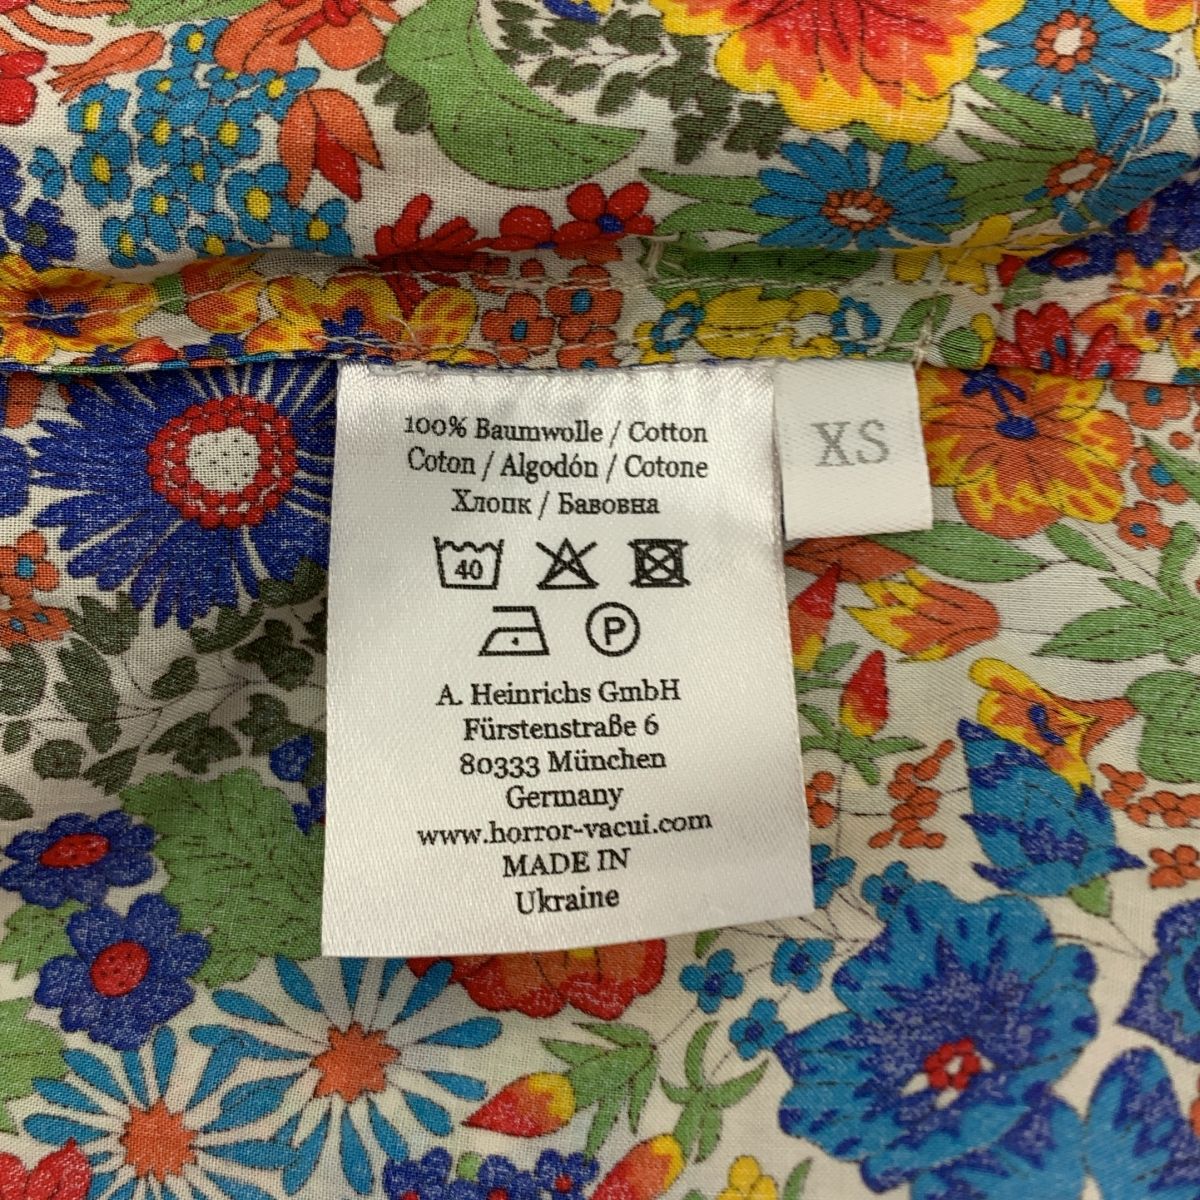 100% Baumwolle / Cotton
Coton / Algodón / Cotone
Хлопк / Бавовна
40
P
A. Heinrichs GmbH
Fürstenstraße 6
80333 München
Germany
www.horror-vacui.com
MADE IN
Ukraine
XS